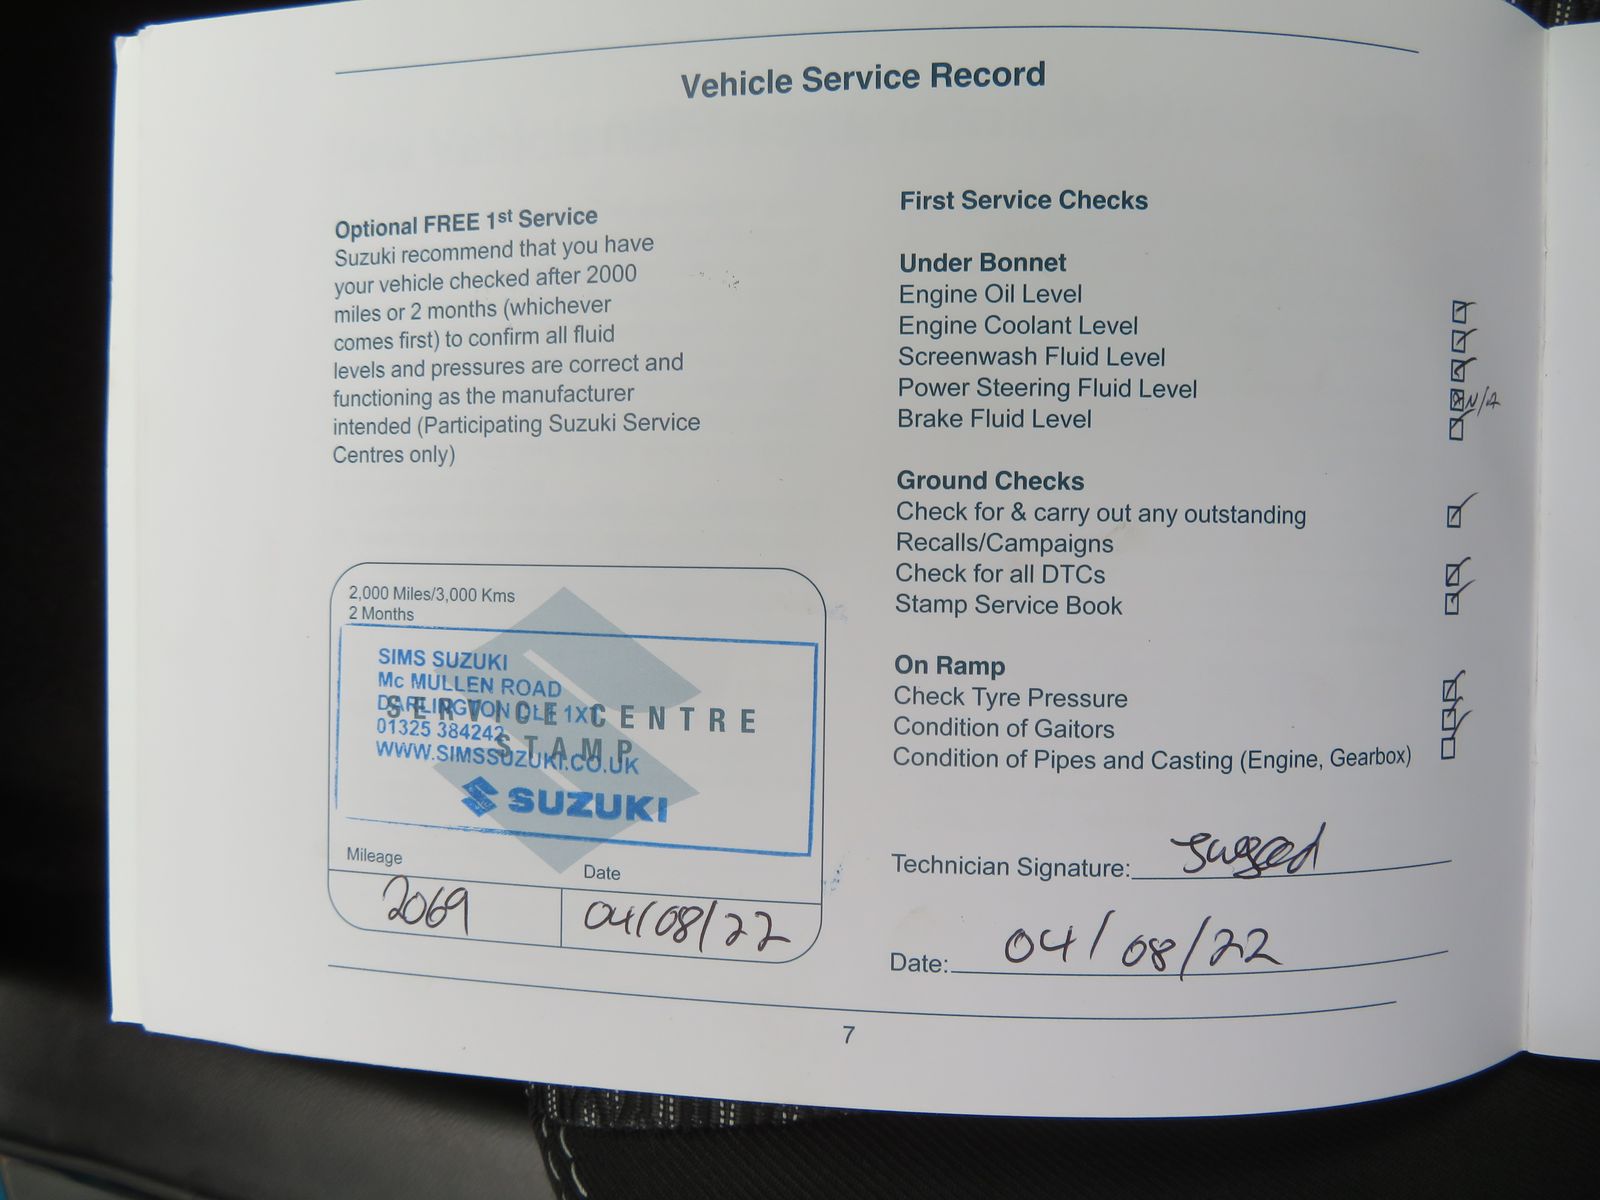 Vehicle Service Record
Optional FREE 1st Service
Suzuki recommend that you have
your vehicle checked after 2000
miles or 2 months (whichever
comes first) to confirm all fluid
levels and pressures are correct and
functioning as the manufacturer
intended (Participating Suzuki Service
Centres only)
2,000 Miles/3,000 Kms
2 Months
SIMS SUZUKI
Mc MULLEN ROAD
DARLINGTON DL1 1XT
SERVICE CENTRE
01325 384242
STAMP
WWW.SIMSSUZUKI.CO.UK
SUZUKI
Mileage
Date
2069
04/08/22
First Service Checks
Under Bonnet
Engine Oil Level
Engine Coolant Level
Screenwash Fluid Level
Power Steering Fluid Level N/A
Brake Fluid Level
Ground Checks
Check for & carry out any outstanding
Recalls/Campaigns
Check for all DTCs
Stamp Service Book
On Ramp
Check Tyre Pressure
Condition of Gaitors
Condition of Pipes and Casting (Engine, Gearbox)
Technician Signature:
Date: 04/08/22
7